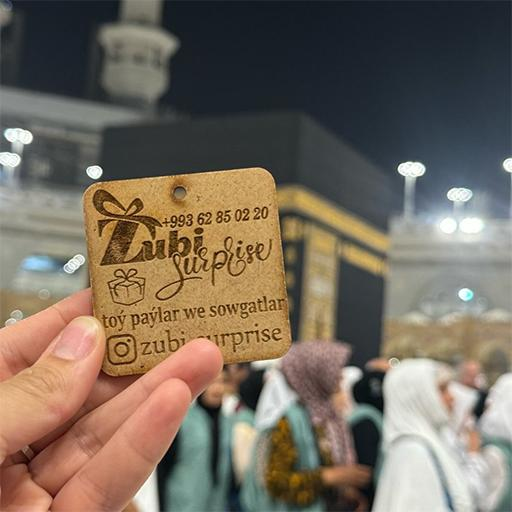 +993 62 85 02 20
Zubi
surprise
toý paýlar we sowgatlar
zubi_surprise